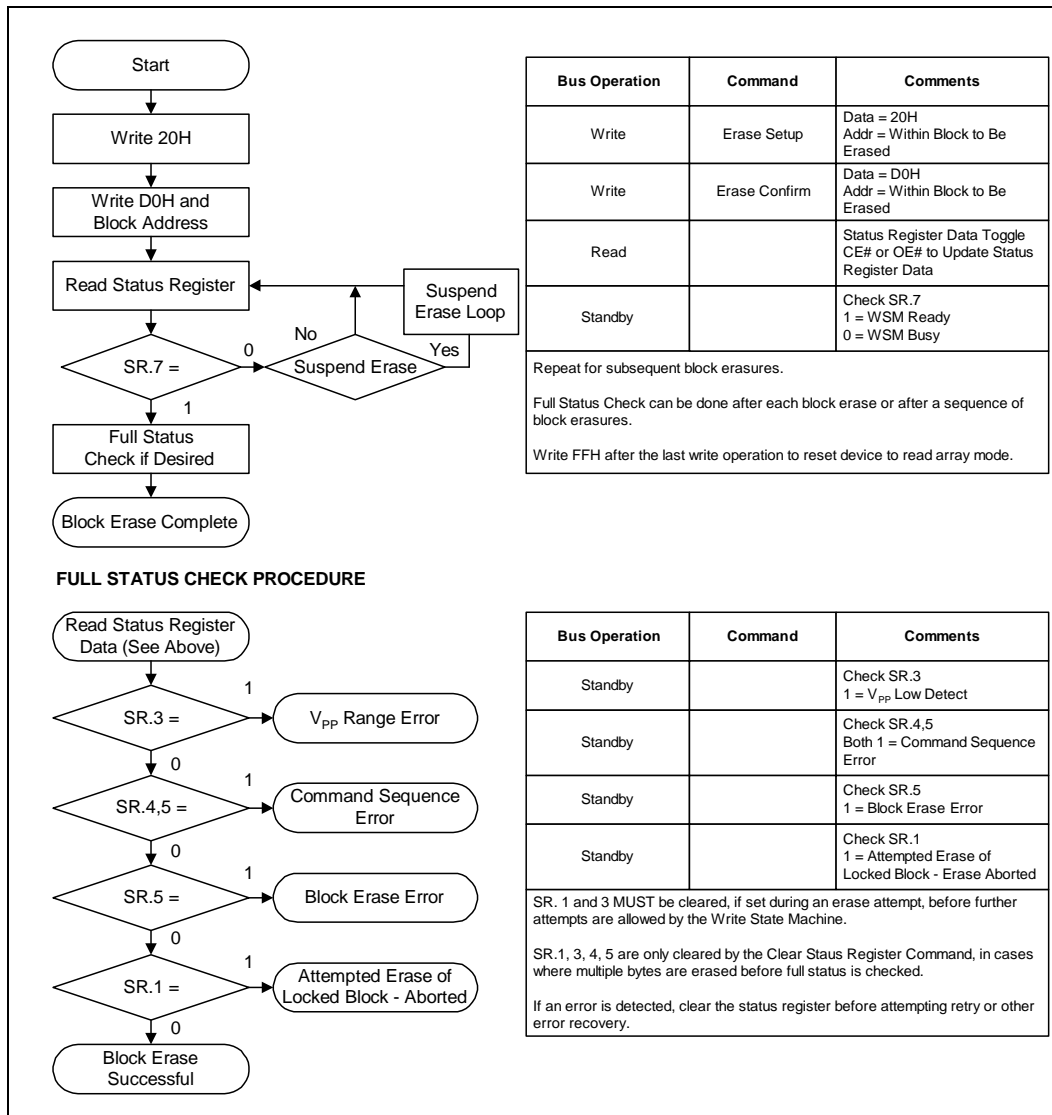 Start
Write 20H
Write D0H and
Block Address
Read Status Register
Suspend
Erase Loop
No
Yes
0
SR.7 =
Suspend Erase
1
Full Status
Check if Desired
Block Erase Complete
Bus Operation Command Comments
Write Erase Setup Data = 20H
Addr = Within Block to Be
Erased
Write Erase Confirm Data = D0H
Addr = Within Block to Be
Erased
Read Status Register Data Toggle
CE# or OE# to Update Status
Register Data
Standby Check SR.7
1 = WSM Ready
0 = WSM Busy
Repeat for subsequent block erasures.
Full Status Check can be done after each block erase or after a sequence of
block erasures.
Write FFH after the last write operation to reset device to read array mode.
FULL STATUS CHECK PROCEDURE
Read Status Register
Data (See Above)
1
SR.3 =
VPP Range Error
0
1
SR.4,5 =
Command Sequence
Error
0
1
SR.5 =
Block Erase Error
0
1
SR.1 =
Attempted Erase of
Locked Block - Aborted
0
Block Erase
Successful
Bus Operation Command Comments
Standby Check SR.3
1 = VPP Low Detect
Standby Check SR.4,5
Both 1 = Command Sequence
Error
Standby Check SR.5
1 = Block Erase Error
Standby Check SR.1
1 = Attempted Erase of
Locked Block - Erase Aborted
SR. 1 and 3 MUST be cleared, if set during an erase attempt, before further
attempts are allowed by the Write State Machine.
SR.1, 3, 4, 5 are only cleared by the Clear Staus Register Command, in cases
where multiple bytes are erased before full status is checked.
If an error is detected, clear the status register before attempting retry or other
error recovery.